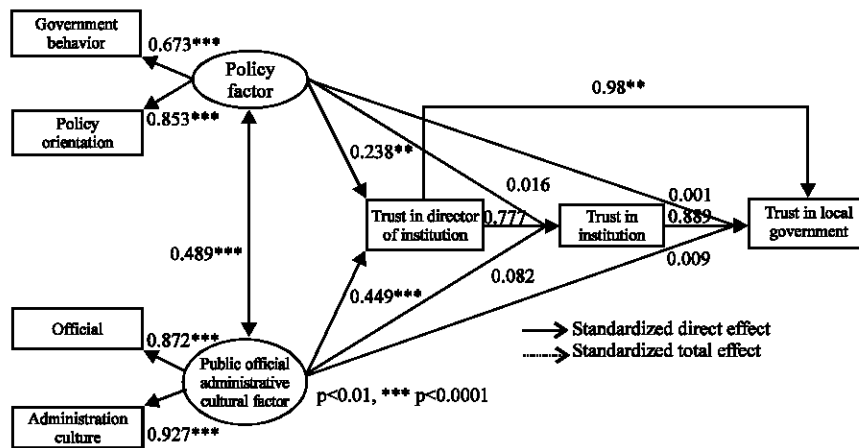 Government
behavior
0.673***
Policy
factor
0.98**
Policy
orientation
0.853***
0.238**
0.016
0.001
Trust in director
of institution
0.777
Trust in
institution
0.889
Trust in local
government
0.489***
0.082
0.009
0.449***
Official
0.872***
Standardized direct effect
Standardized total effect
Public official
administrative
cultural factor
p<0.01, *** p<0.0001
Administration
culture
0.927***